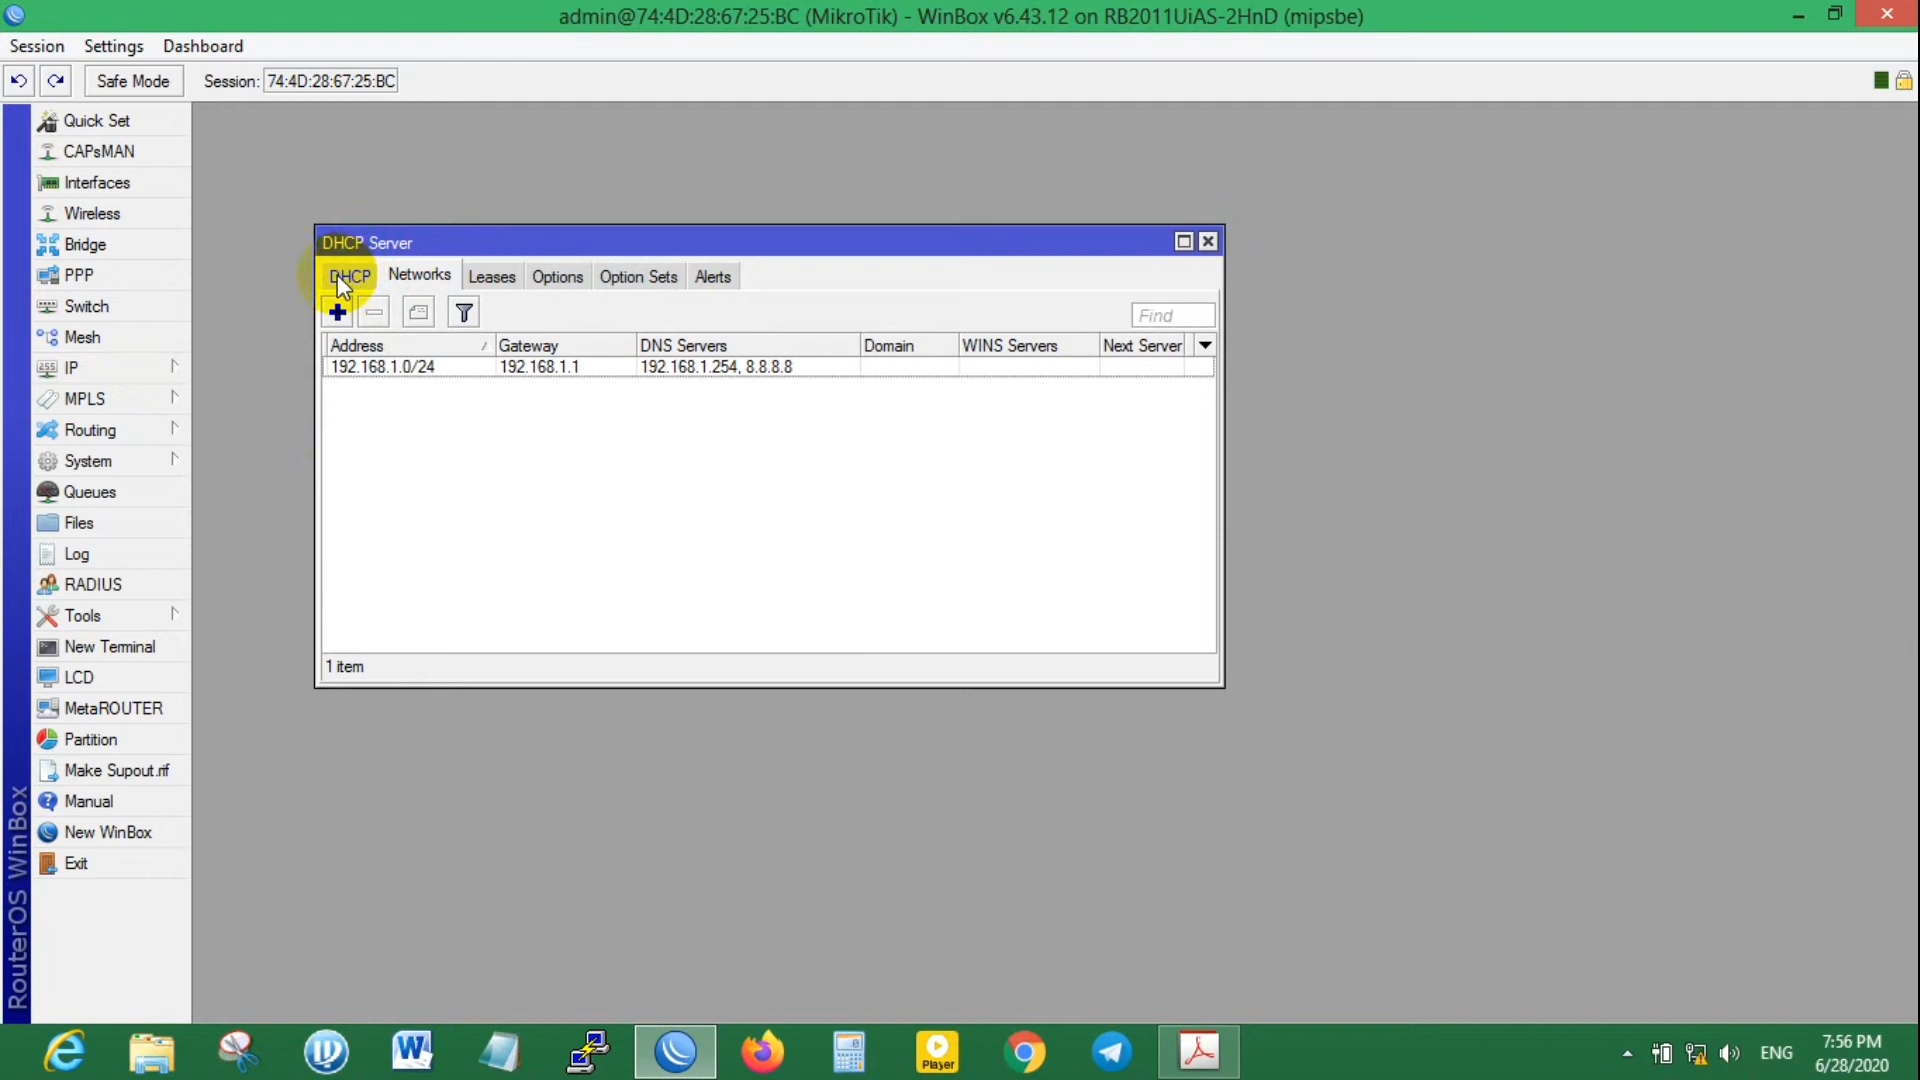 admin@74:4D:28:67:25:BC (MikroTik) - WinBox v6.43.12 on RB2011UiAS-2HnD (mipsbe)
Session Settings Dashboard
Safe Mode Session: 74:4D:28:67:25:BC
Quick Set
CAPsMAN
Interfaces
Wireless
Bridge
PPP
Switch
Mesh
IP
MPLS
Routing
System
Queues
Files
Log
RADIUS
Tools
New Terminal
LCD
MetaROUTER
Partition
Make Supout.rif
Manual
New WinBox
Exit
RouterOS WinBox
DHCP Server
DHCP Networks Leases Options Option Sets Alerts
Find
Address Gateway DNS Servers Domain WINS Servers Next Server
192.168.1.0/24 192.168.1.1 192.168.1.254, 8.8.8.8
1 item
Player
ENG
7:56 PM
6/28/2020